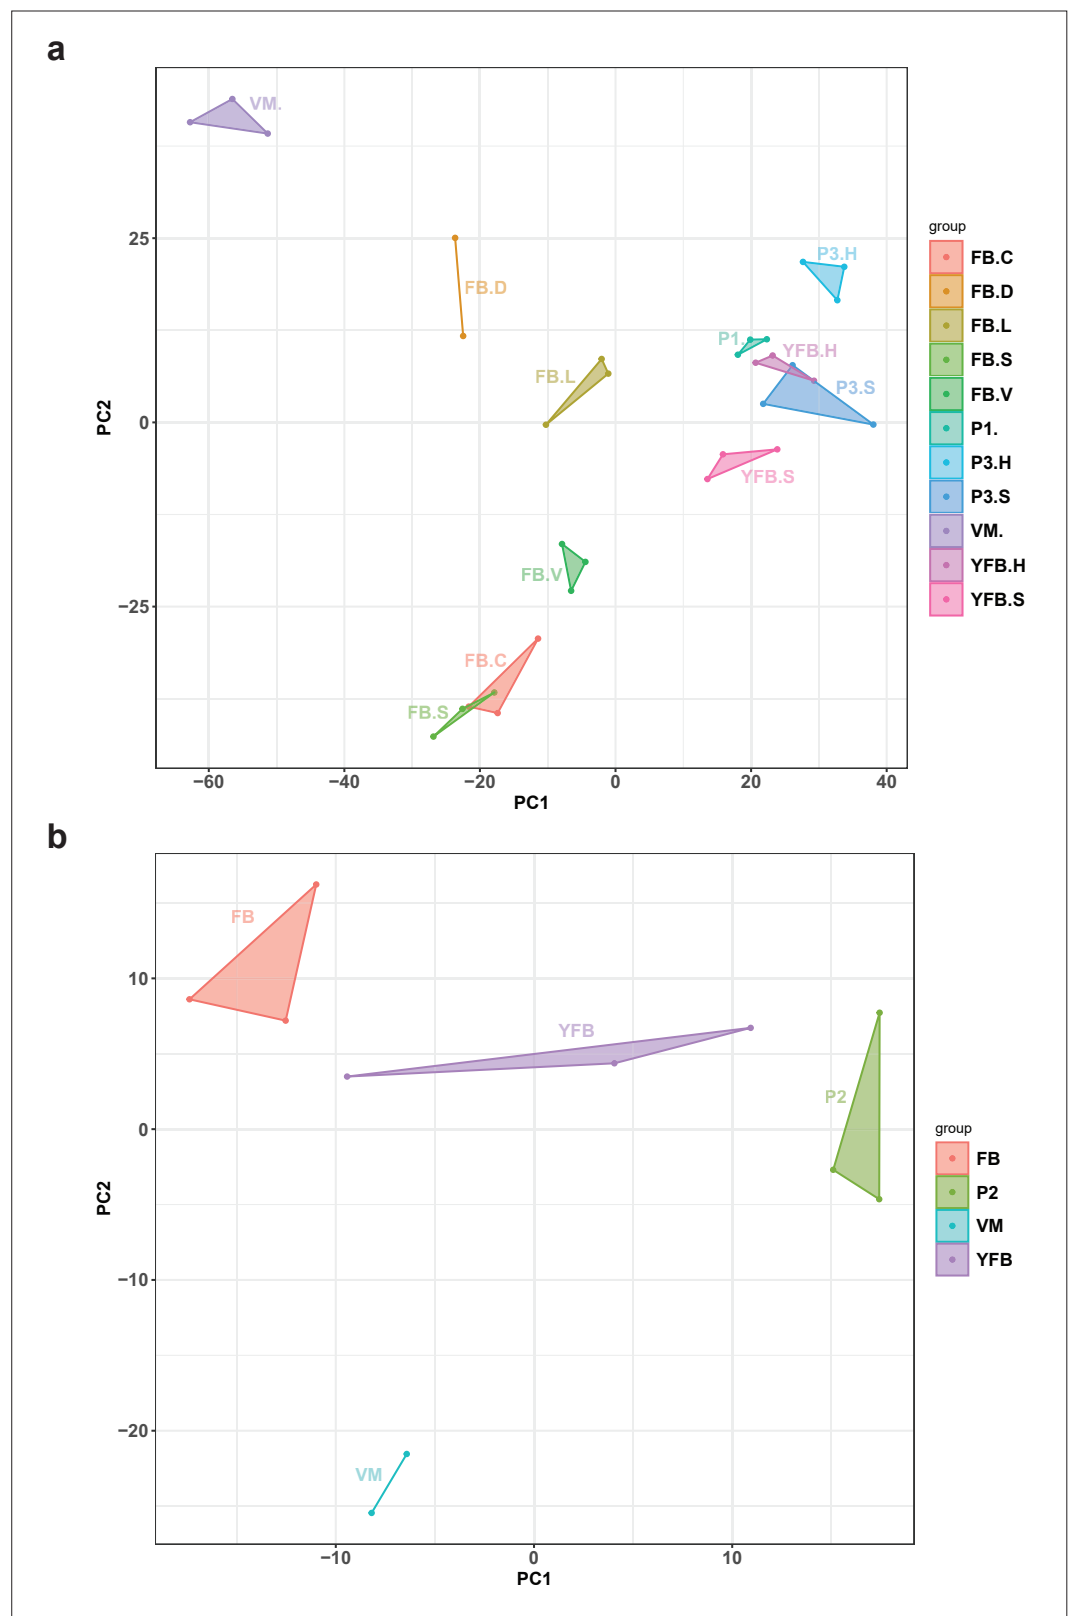 a
VM.
25
FB.D
P3.H
P1.
YFB.H
FB.L
P3.S
0
YFB.S
FB.V
−25
FB.C
FB.S
PC2
−60 −40 −20 0 20 40
PC1
group
FB.C
FB.D
FB.L
FB.S
FB.V
P1.
P3.H
P3.S
VM.
YFB.H
YFB.S
b
FB
10
YFB
P2
0
−10
−20
VM
PC2
−10 0 10
PC1
group
FB
P2
VM
YFB